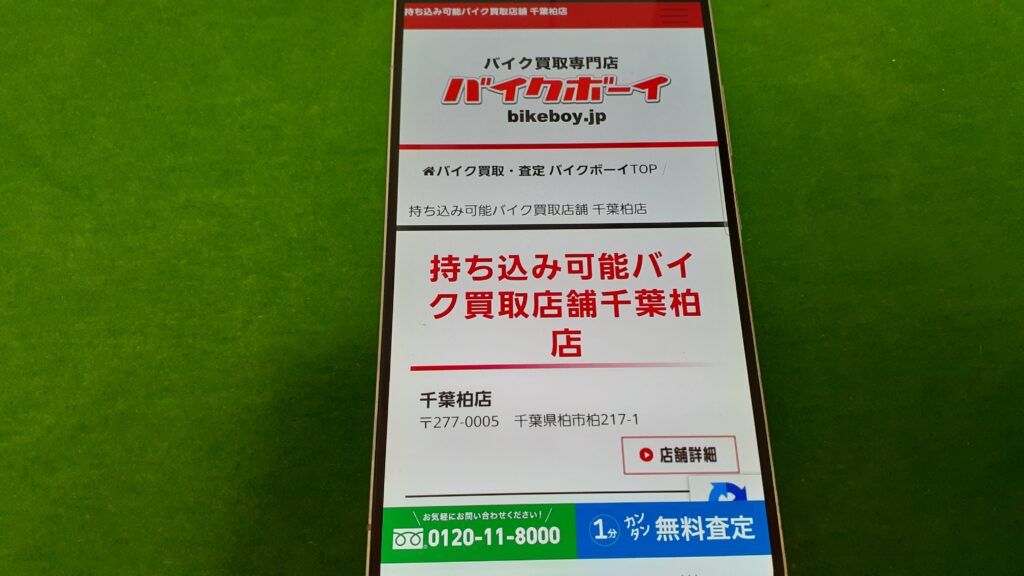 持ち込み可能バイク買取店舗 千葉柏店
バイク買取専門店
バイクボーイ
bikeboy.jp
バイク買取・査定 バイクボーイTOP /
持ち込み可能バイク買取店舗 千葉柏店
持ち込み可能バイ
ク買取店舗千葉柏
店
千葉柏店
〒277-0005 千葉県柏市柏217-1
店舗詳細
お気軽にお問い合わせください!
0120-11-8000
1分 カンタン 無料査定